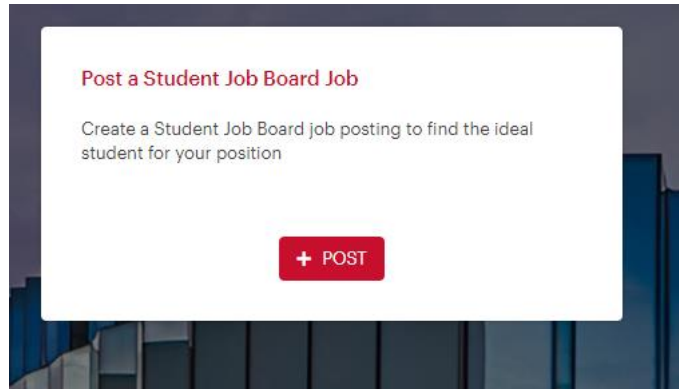 Post a Student Job Board Job
Create a Student Job Board job posting to find the ideal
student for your position
+ POST